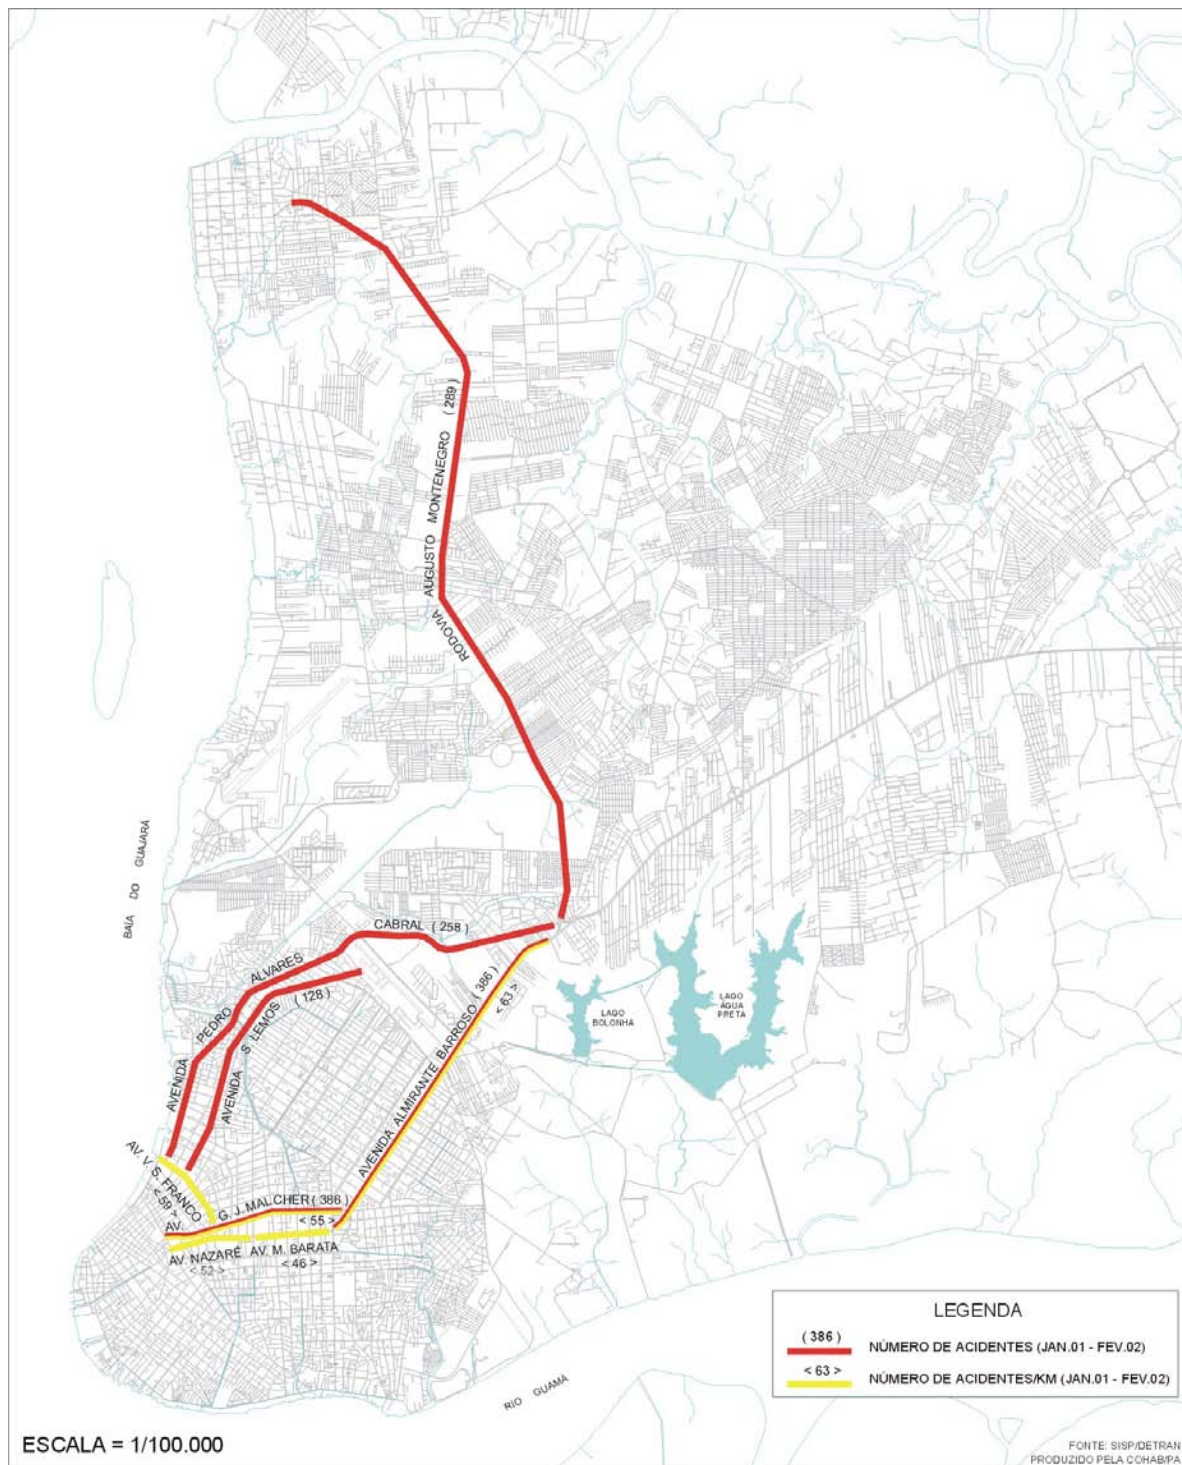 RODOVIA AUGUSTO MONTENEGRO ( 289 )
BAÍA DO GUAJARÁ
AVENIDA PEDRO ALVARES CABRAL ( 258 )
AVENIDA S LEMOS ( 128 )
AVENIDA ALMIRANTE BARROSO ( 386 )
< 63 >
LAGO
BOLONHA
LAGO
ÁGUA
PRETA
AV. V. S. FRANCO
< 59 >
AV. G. J. MALCHER ( 386 )
< 55 >
AV. NAZARÉ AV. M. BARATA
< 52 > < 46 >
RIO GUAMÁ
LEGENDA
( 386 )
NÚMERO DE ACIDENTES (JAN.01 - FEV.02)
< 63 >
NÚMERO DE ACIDENTES/KM (JAN.01 - FEV.02)
ESCALA = 1/100.000
FONTE: SISP/DETRAN
PRODUZIDO PELA COHAB/PA